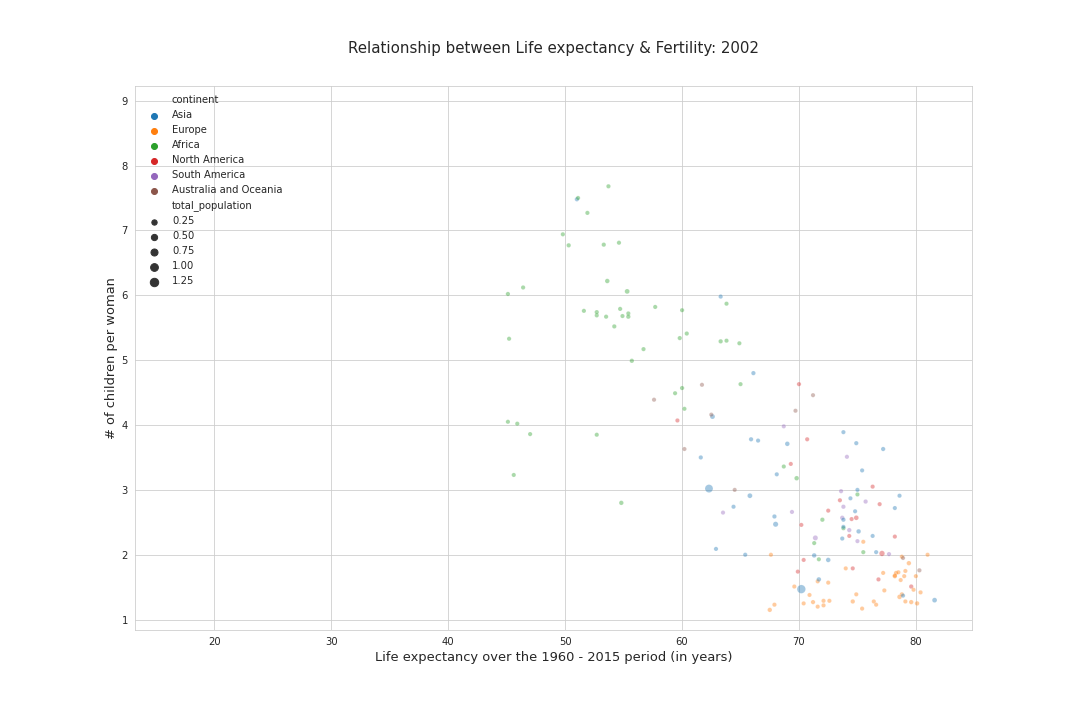 Relationship between Life expectancy & Fertility: 2002
continent
Asia
Europe
Africa
North America
South America
Australia and Oceania
total_population
0.25
0.50
0.75
1.00
1.25
9
8
7
6
5
4
3
2
1
# of children per woman
20 30 40 50 60 70 80
Life expectancy over the 1960 - 2015 period (in years)